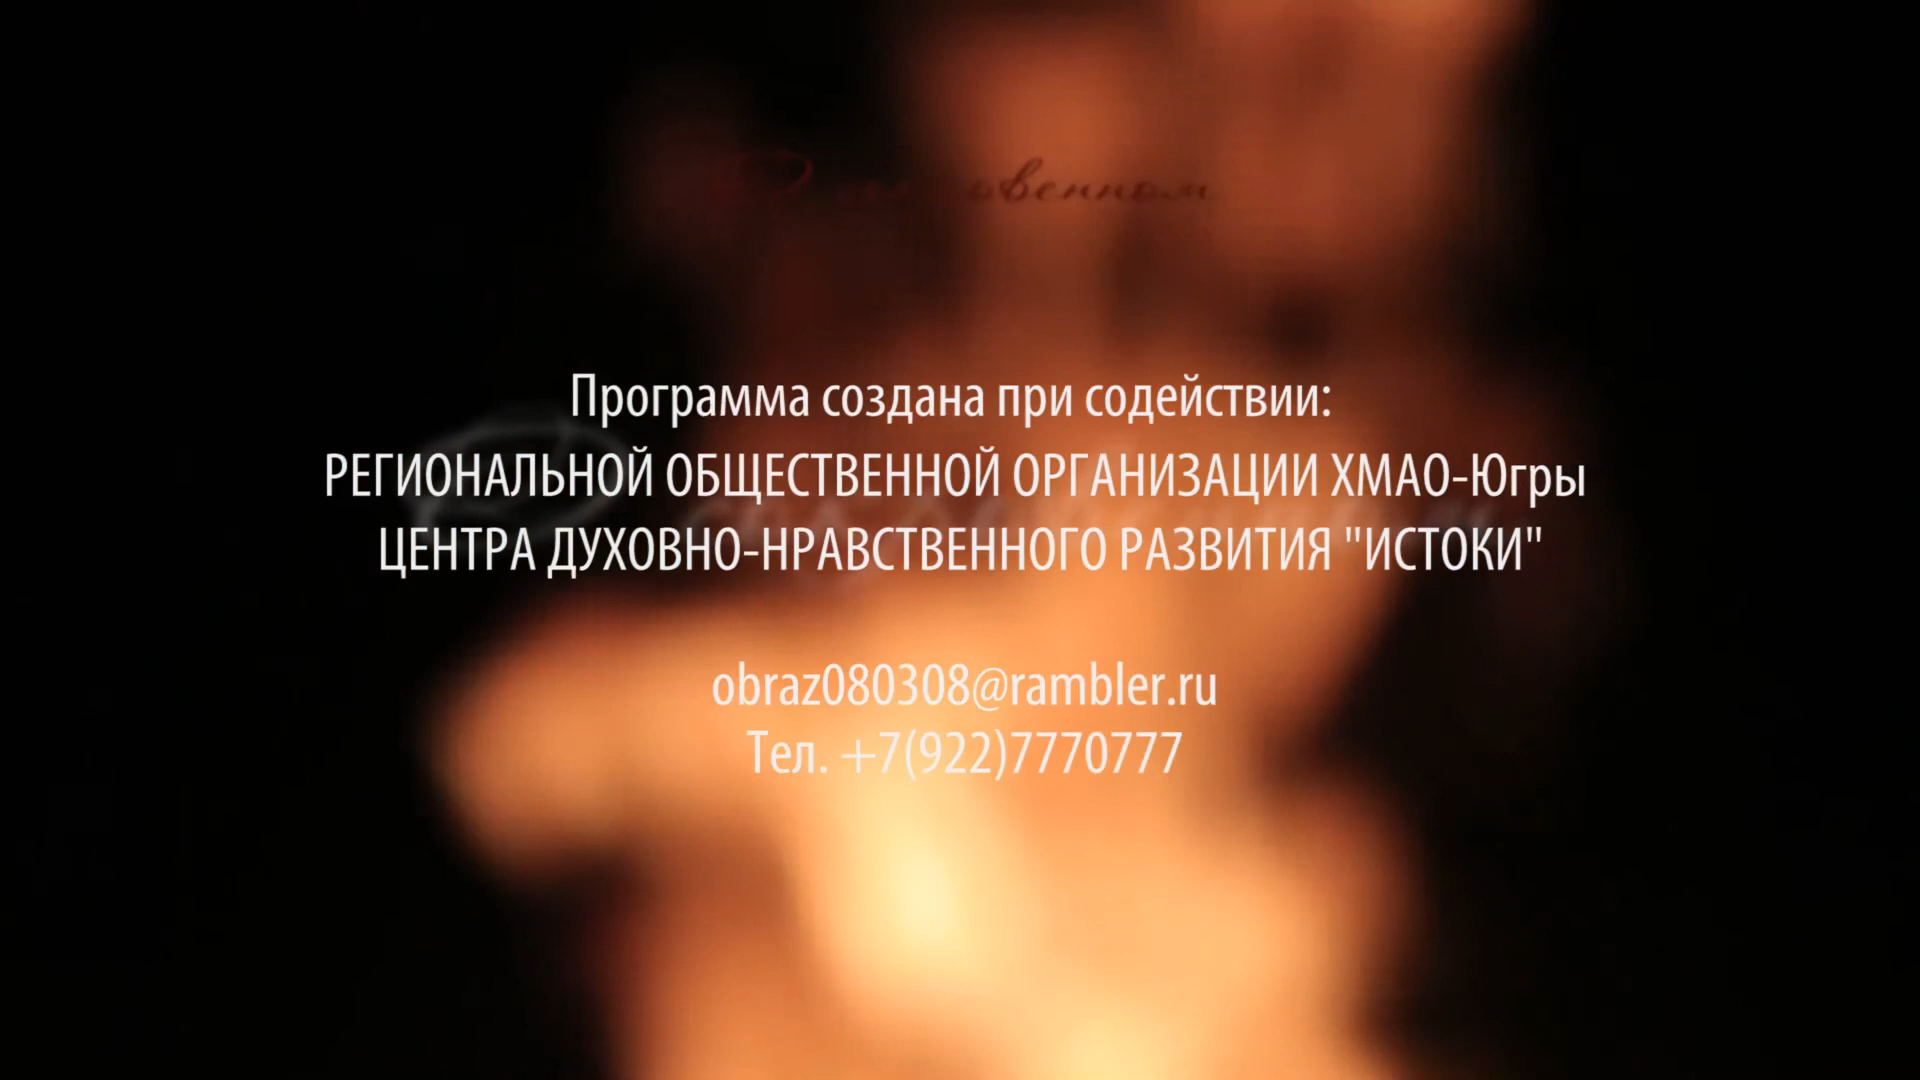 Программа создана при содействии:
РЕГИОНАЛЬНОЙ ОБЩЕСТВЕННОЙ ОРГАНИЗАЦИИ ХМАО-Югры
ЦЕНТРА ДУХОВНО-НРАВСТВЕННОГО РАЗВИТИЯ "ИСТОКИ"
obraz080308@rambler.ru
Тел. +7(922)7770777